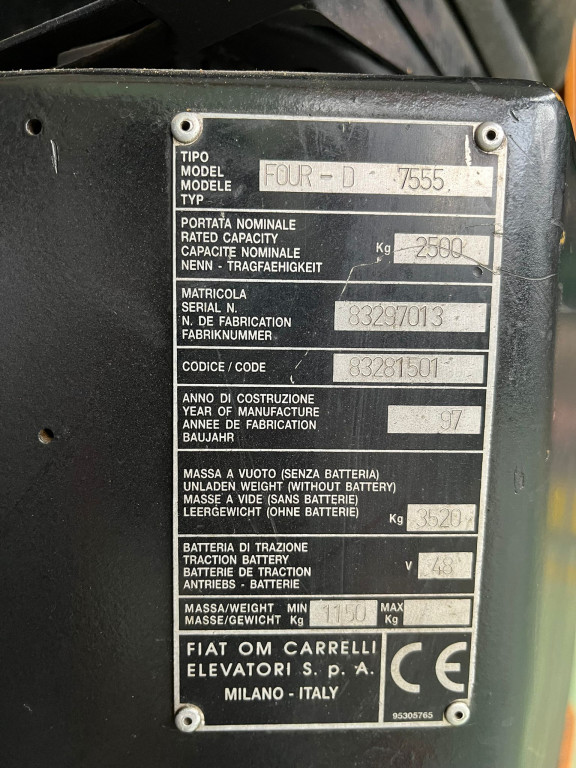 TIPO
MODEL
MODELE
TYP
FOUR - D 7555
PORTATA NOMINALE
RATED CAPACITY
CAPACITE NOMINALE
NENN - TRAGFAEHIGKEIT
Kg 2500
MATRICOLA
SERIAL N.
N. DE FABRICATION
FABRIKNUMMER
83297013
CODICE / CODE 83281501
ANNO DI COSTRUZIONE
YEAR OF MANUFACTURE
ANNEE DE FABRICATION
BAUJAHR
97
MASSA A VUOTO (SENZA BATTERIA)
UNLADEN WEIGHT (WITHOUT BATTERY)
MASSE A VIDE (SANS BATTERIE)
LEERGEWICHT (OHNE BATTERIE)
Kg 3520
BATTERIA DI TRAZIONE
TRACTION BATTERY
BATTERIE DE TRACTION
ANTRIEBS - BATTERIE
V 48
MASSA/WEIGHT MIN
MASSE/GEWICHT Kg
1150
MAX
Kg
FIAT OM CARRELLI
ELEVATORI S. p. A.
MILANO - ITALY
CE
95305765